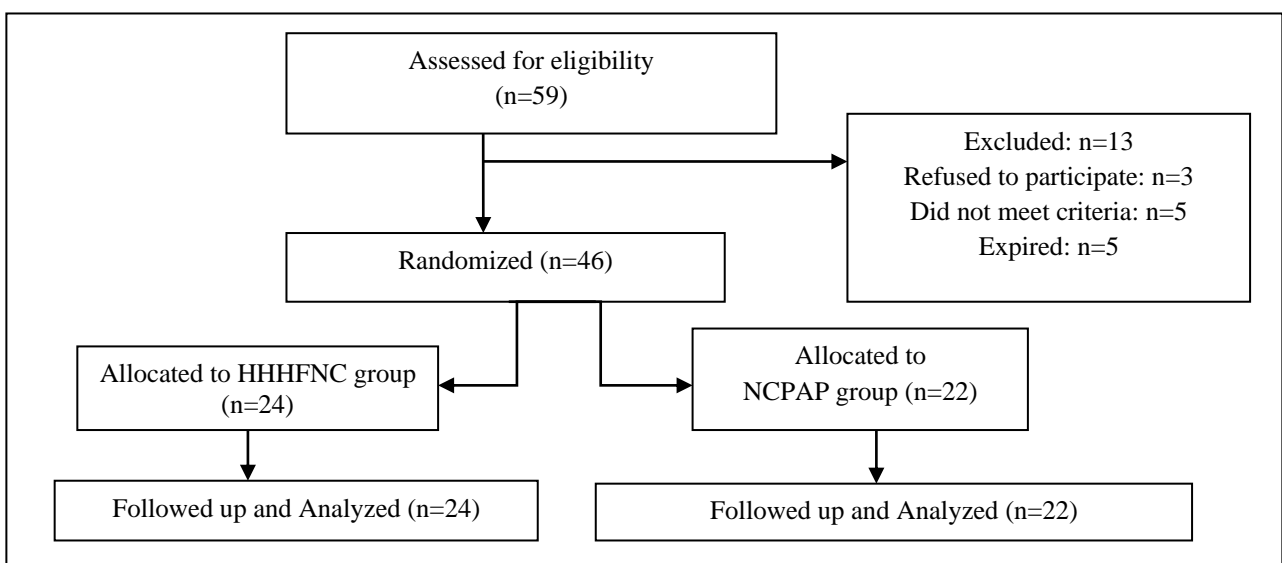 Assessed for eligibility
(n=59)
Excluded: n=13
Refused to participate: n=3
Did not meet criteria: n=5
Expired: n=5
Randomized (n=46)
Allocated to HHHFNC group
(n=24)
Allocated to
NCPAP group (n=22)
Followed up and Analyzed (n=24)
Followed up and Analyzed (n=22)